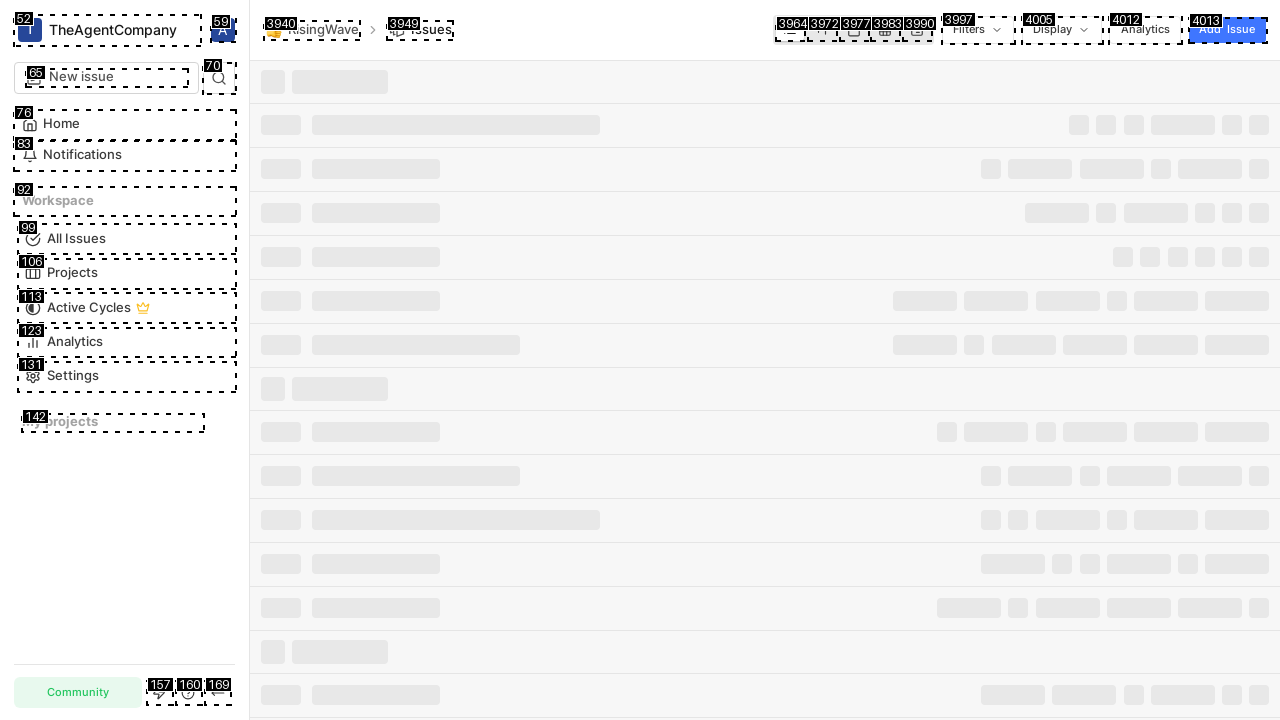 52 T TheAgentCompany 59 A
65 New issue 70
76 Home
83 Notifications
92 Workspace
99 All Issues
106 Projects
113 Active Cycles
123 Analytics
131 Settings
142 My projects
Community 157 160 169
3940 RisingWave 3949 Issues
3964 3972 3977 3983 3990
3997 Filters 4005 Display 4012 Analytics 4013 Add Issue